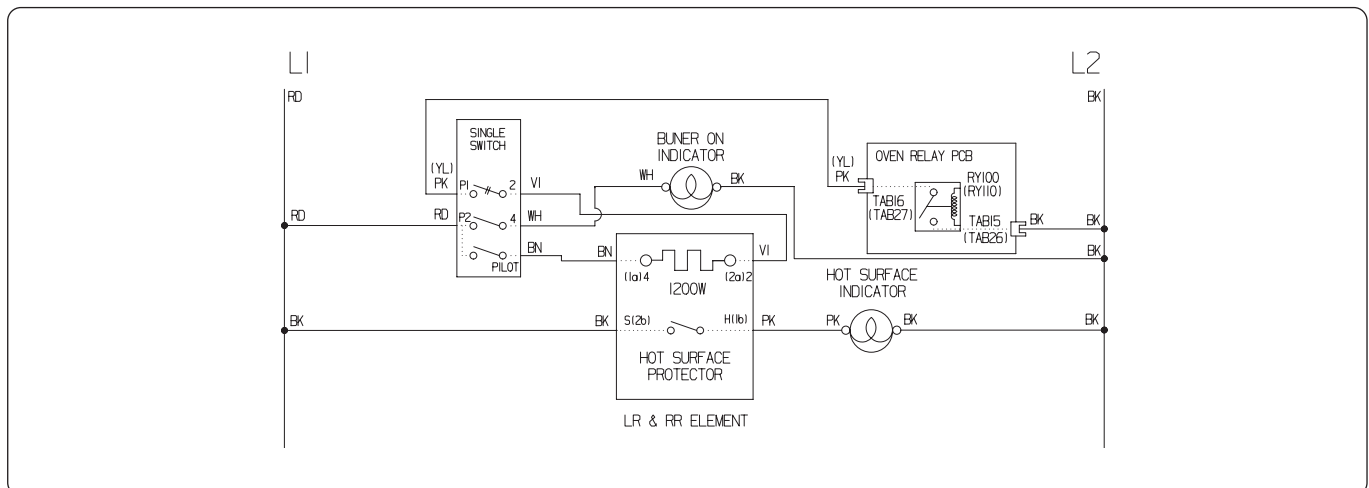 L1
L2
RD
BK
SINGLE
SWITCH
BUNER ON
INDICATOR
OVEN RELAY PCB
(YL)
PK
P1
2
VI
WH
BK
(YL)
PK
TAB16
(TAB27)
RY100
(RY110)
RD
RD
P2
4
WH
TAB15
(TAB26)
BK
BK
BN
PILOT
BN
VI
BK
(1a)4
(2a)2
1200W
HOT SURFACE
INDICATOR
BK
BK
S(2b)
H(1b)
PK
PK
BK
BK
HOT SURFACE
PROTECTOR
LR & RR ELEMENT